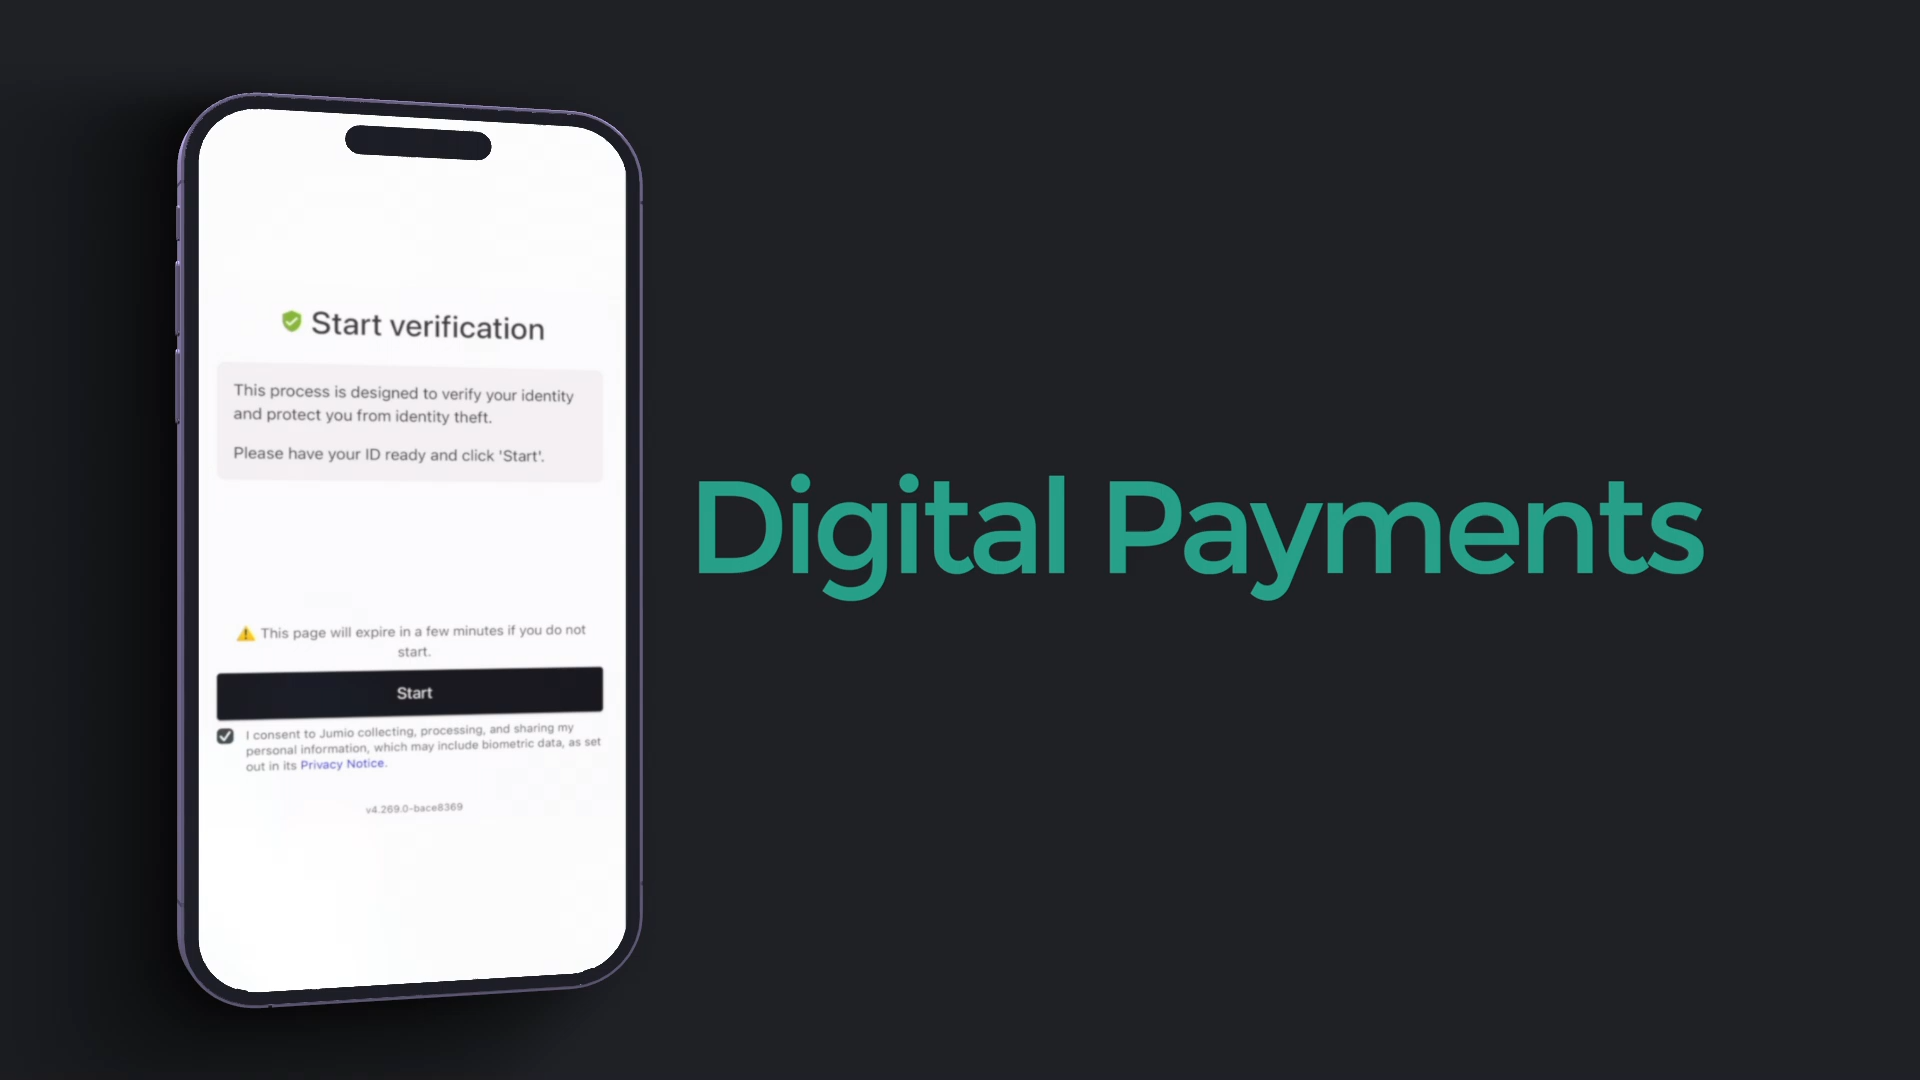 Start verification
This process is designed to verify your identity
and protect you from identity theft.
Please have your ID ready and click 'Start'.
Digital Payments
⚠️ This page will expire in a few minutes if you do not
start.
Start
I consent to Jumio collecting, processing, and sharing my
personal information, which may include biometric data, as set
out in its Privacy Notice.
v4.269.0-bace8369